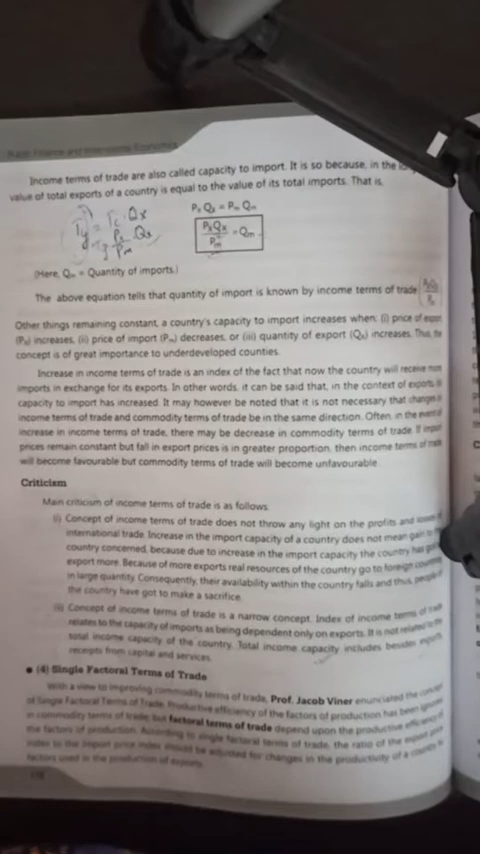 Income terms of trade are also called capacity to import. It is so because, in the long
value of total exports of a country is equal to the value of its total imports. That is,
Px Qx = Pm Qm
Ty = Tc · Qx
Px Qx / Pm = Qm
(Here, Qm = Quantity of imports.)
The above equation tells that quantity of import is known by income terms of trade Px Qx / Pm
Other things remaining constant, a country's capacity to import increases when: (i) price of export
(Px) increases, (ii) price of import (Pm) decreases, or (iii) quantity of export (Qx) increases. Thus, the
concept is of great importance to underdeveloped counties.
Increase in income terms of trade is an index of the fact that now the country will receive more
imports in exchange for its exports. In other words, it can be said that, in the context of exports, its
capacity to import has increased. It may however be noted that it is not necessary that changes in
income terms of trade and commodity terms of trade be in the same direction. Often, in the event of
increase in income terms of trade, there may be decrease in commodity terms of trade. If import
prices remain constant but fall in export prices is in greater proportion, then income terms of trade
will become favourable but commodity terms of trade will become unfavourable.
Criticism
Main criticism of income terms of trade is as follows:
(i) Concept of income terms of trade does not throw any light on the profits and losses of
international trade. Increase in the import capacity of a country does not mean gain to the
country concerned, because due to increase in the import capacity the country has got to
export more. Because of more exports real resources of the country go to foreign countries
in large quantity. Consequently, their availability within the country falls and thus, people of
the country have got to make a sacrifice.
(ii) Concept of income terms of trade is a narrow concept. Index of income terms of trade
relates to the capacity of imports as being dependent only on exports. It is not related to the
total income capacity of the country. Total income capacity includes besides exports,
receipts from capital and services.
• (4) Single Factoral Terms of Trade
With a view to improving commodity terms of trade, Prof. Jacob Viner enunciated the concept
of Single Factoral Terms of Trade. Productive efficiency of the factors of production has been ignored
in commodity terms of trade; but factoral terms of trade depend upon the productive efficiency of
the factors of production. According to single factoral terms of trade, the ratio of the export price
index to the import price index should be adjusted for changes in the productivity of a country's
factors used in the production of exports.